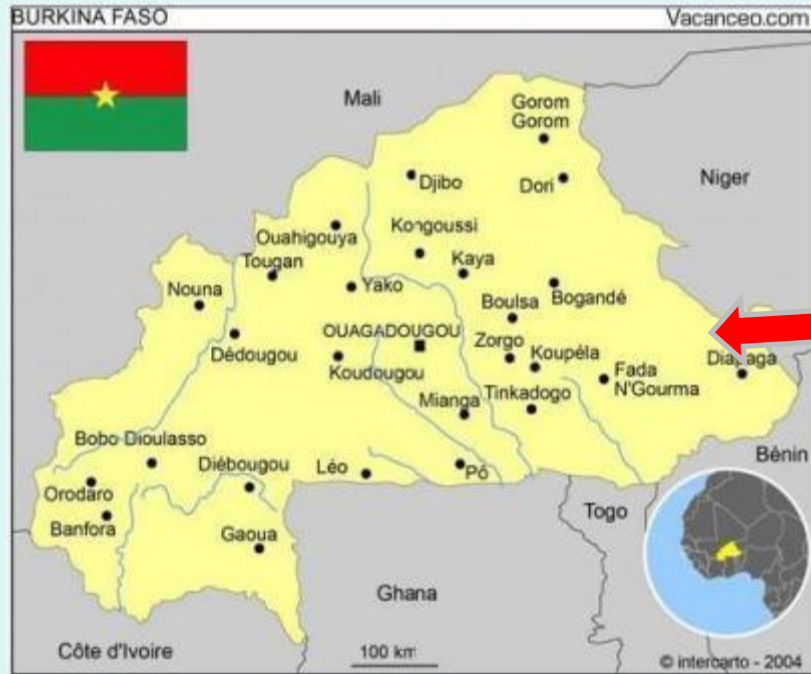 BURKINA FASO
Vacanceo.com
Mali
Gorom
Gorom
Djibo
Dori
Niger
Ouahigouya
Kongoussi
Tougan
Kaya
Nouna
Yako
Bogandé
Boulsa
OUAGADOUGOU
Zorgo
Dédougou
Koudougou
Koupéla
Fada
N'Gourma
Diapaga
Mianga
Tinkadogo
Bobo Dioulasso
Diébougou
Léo
Pô
Bénin
Orodaro
Banfora
Togo
Gaoua
Ghana
Côte d'Ivoire
100 km
© intercarto - 2004